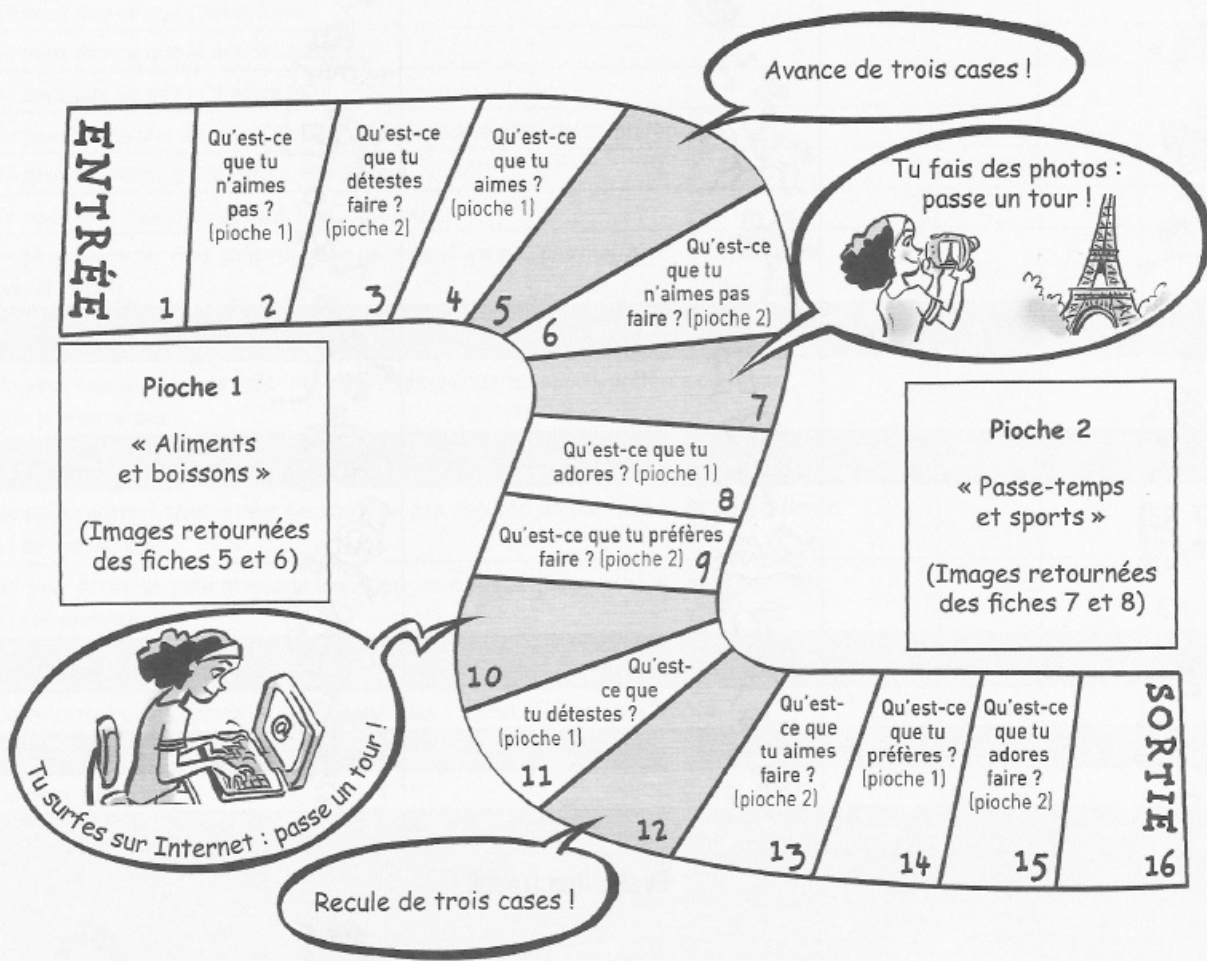 Avance de trois cases !
Tu fais des photos :
passe un tour !
ENTRÉE
1
Qu'est-ce
que tu
n'aimes
pas ?
(pioche 1)
2
Qu'est-ce
que tu
détestes
faire ?
(pioche 2)
3
Qu'est-ce
que tu
aimes ?
(pioche 1)
4
5
Qu'est-ce
que tu
n'aimes pas
faire ? (pioche 2)
6
7
Qu'est-ce que tu
adores ? (pioche 1)
8
Qu'est-ce que tu préfères
faire ? (pioche 2) 9
10
Qu'est-
ce que
tu détestes ?
(pioche 1)
11
12
Qu'est-
ce que
tu aimes
faire ?
(pioche 2)
13
Qu'est-ce
que tu
préfères ?
(pioche 1)
14
Qu'est-ce
que tu
adores
faire ?
(pioche 2)
15
SORTIE
16
Pioche 1
« Aliments
et boissons »
(Images retournées
des fiches 5 et 6)
Pioche 2
« Passe-temps
et sports »
(Images retournées
des fiches 7 et 8)
@
Tu surfes sur Internet : passe un tour !
Recule de trois cases !